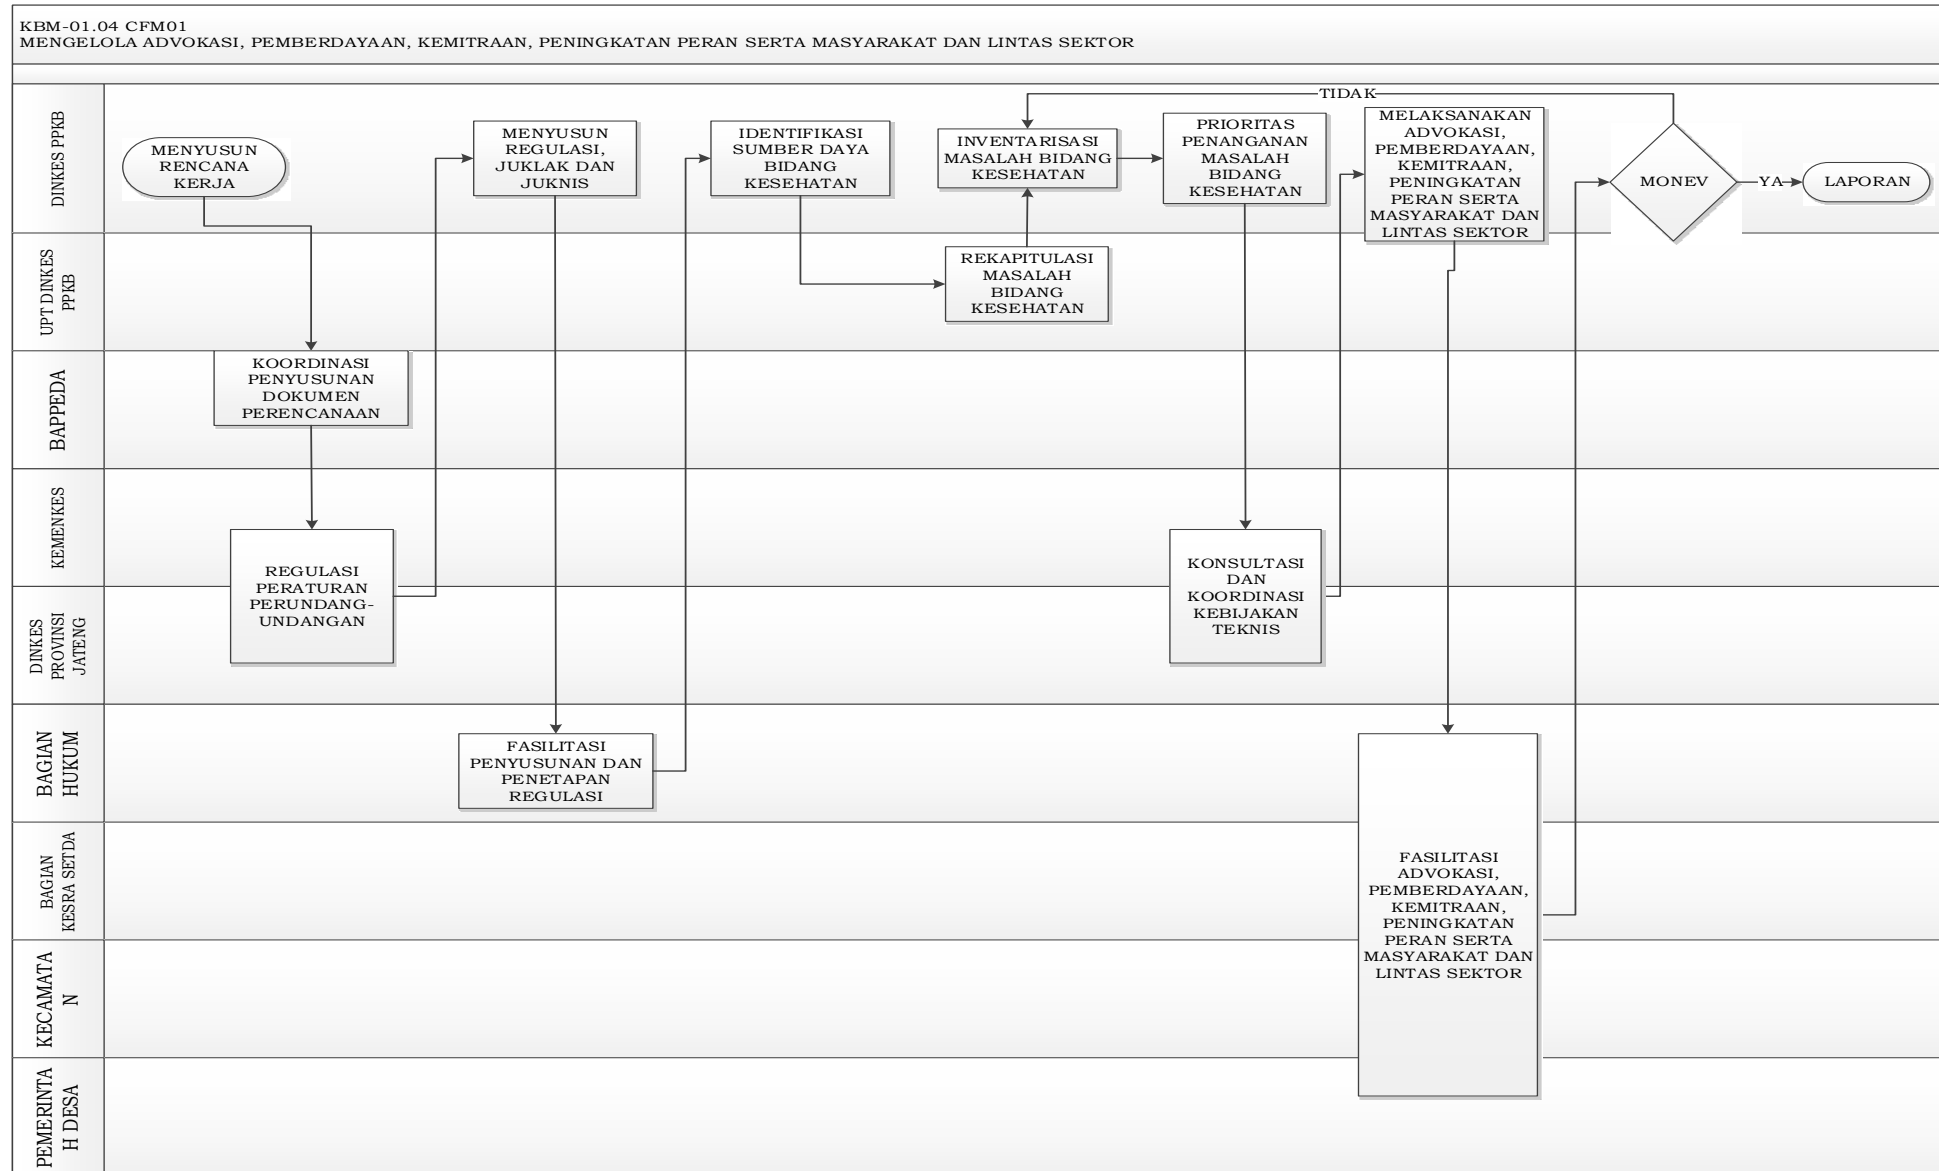 KBM-01.04 CFM01
MENGELOLA ADVOKASI, PEMBERDAYAAN, KEMITRAAN, PENINGKATAN PERAN SERTA MASYARAKAT DAN LINTAS SEKTOR
DINKES PPKB
MENYUSUN
RENCANA
KERJA
MENYUSUN
REGULASI,
JUKLAK DAN
JUKNIS
IDENTIFIKASI
SUMBER DAYA
BIDANG
KESEHATAN
INVENTARISASI
MASALAH BIDANG
KESEHATAN
TIDAK
PRIORITAS
PENANGANAN
MASALAH
BIDANG
KESEHATAN
MELAKSANAKAN
ADVOKASI,
PEMBERDAYAAN,
KEMITRAAN,
PENINGKATAN
PERAN SERTA
MASYARAKAT DAN
LINTAS SEKTOR
MONEV
YA
LAPORAN
UPT DINKES
PPKB
REKAPITULASI
MASALAH
BIDANG
KESEHATAN
BAPPEDA
KOORDINASI
PENYUSUNAN
DOKUMEN
PERENCANAAN
KEMENKES
REGULASI
PERATURAN
PERUNDANG-
UNDANGAN
KONSULTASI
DAN
KOORDINASI
KEBIJAKAN
TEKNIS
DINKES
PROVINSI
JATENG
BAGIAN
HUKUM
FASILITASI
PENYUSUNAN DAN
PENETAPAN
REGULASI
BAGIAN
KESRA SETDA
FASILITASI
ADVOKASI,
PEMBERDAYAAN,
KEMITRAAN,
PENINGKATAN
PERAN SERTA
MASYARAKAT DAN
LINTAS SEKTOR
KECAMATA
N
PEMERINTA
H DESA